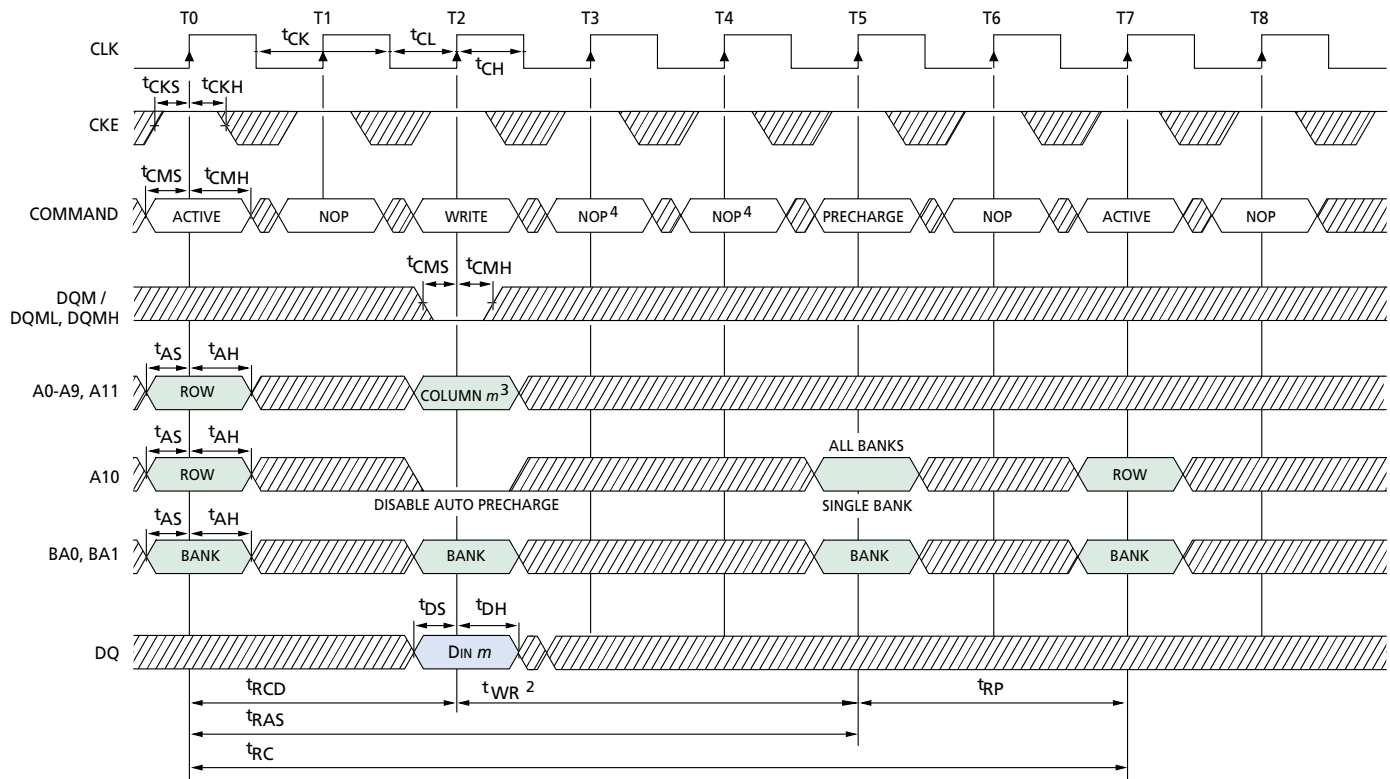 T0 T1 T2 T3 T4 T5 T6 T7 T8
CLK
tCK tCL tCH
tCKS tCKH
CKE
tCMS tCMH
COMMAND ACTIVE NOP WRITE NOP4 NOP4 PRECHARGE NOP ACTIVE NOP
tCMS tCMH
DQM /
DQML, DQMH
tAS tAH
A0-A9, A11 ROW COLUMN m3
tAS tAH ALL BANKS
A10 ROW ROW
DISABLE AUTO PRECHARGE SINGLE BANK
tAS tAH
BA0, BA1 BANK BANK BANK BANK
tDS tDH
DQ DIN m
tRCD tWR 2 tRP
tRAS
tRC